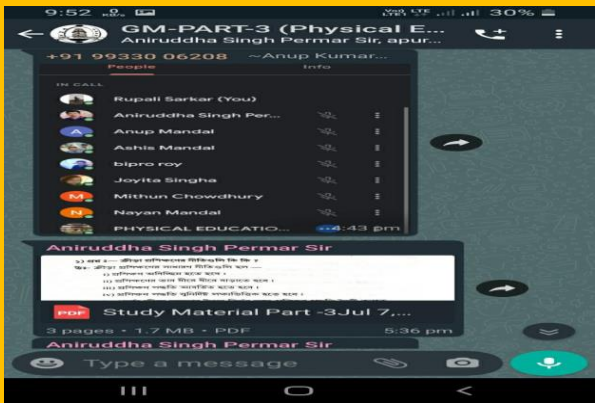 9:52
30%
GM-PART-3 (Physical E...
Aniruddha Singh Permar Sir, apur...
+91 99330 06208 ~Anup Kumar...
People Info
IN CALL
Rupali Sarkar (You)
Aniruddha Singh Per...
Anup Mandal
Ashis Mandal
bipro roy
Joyita Singha
Mithun Chowdhury
Nayan Mandal
PHYSICAL EDUCATIO... 4:43 pm
Aniruddha Singh Permar Sir
PDF Study Material Part -3Jul 7,...
3 pages • 1.7 MB • PDF 5:36 pm
Aniruddha Singh Permar Sir
Type a message